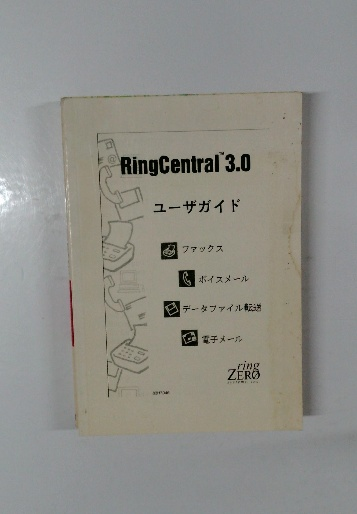 RingCentral™ 3.0
ユーザガイド
ファックス
ボイスメール
データファイル転送
電子メール
ring
ZERO